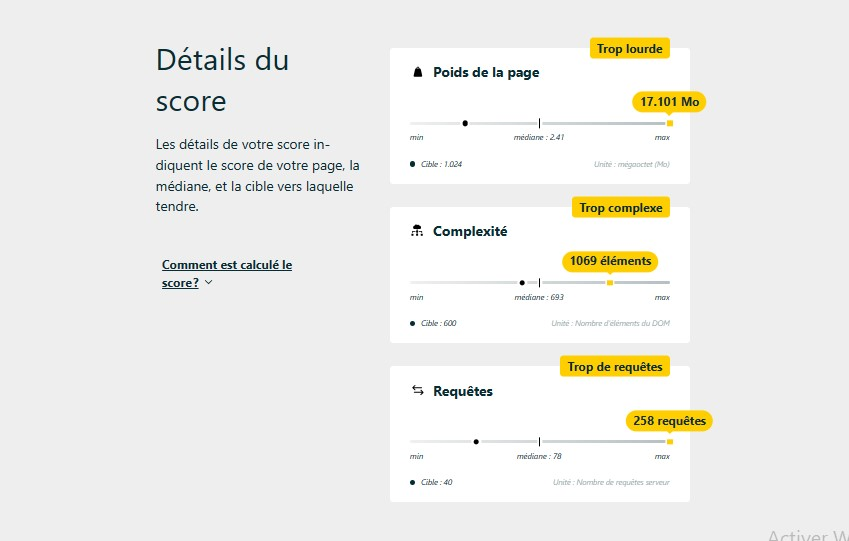 Détails du
score
Les détails de votre score in-
diquent le score de votre page, la
médiane, et la cible vers laquelle
tendre.
Comment est calculé le
score?
Trop lourde
Poids de la page
17.101 Mo
min médiane : 2.41 max
Cible : 1.024 Unité : mégaoctet (Mo)
Trop complexe
Complexité
1069 éléments
min médiane : 693 max
Cible : 600 Unité : Nombre d'éléments du DOM
Trop de requêtes
Requêtes
258 requêtes
min médiane : 78 max
Cible : 40 Unité : Nombre de requêtes serveur
Activer W